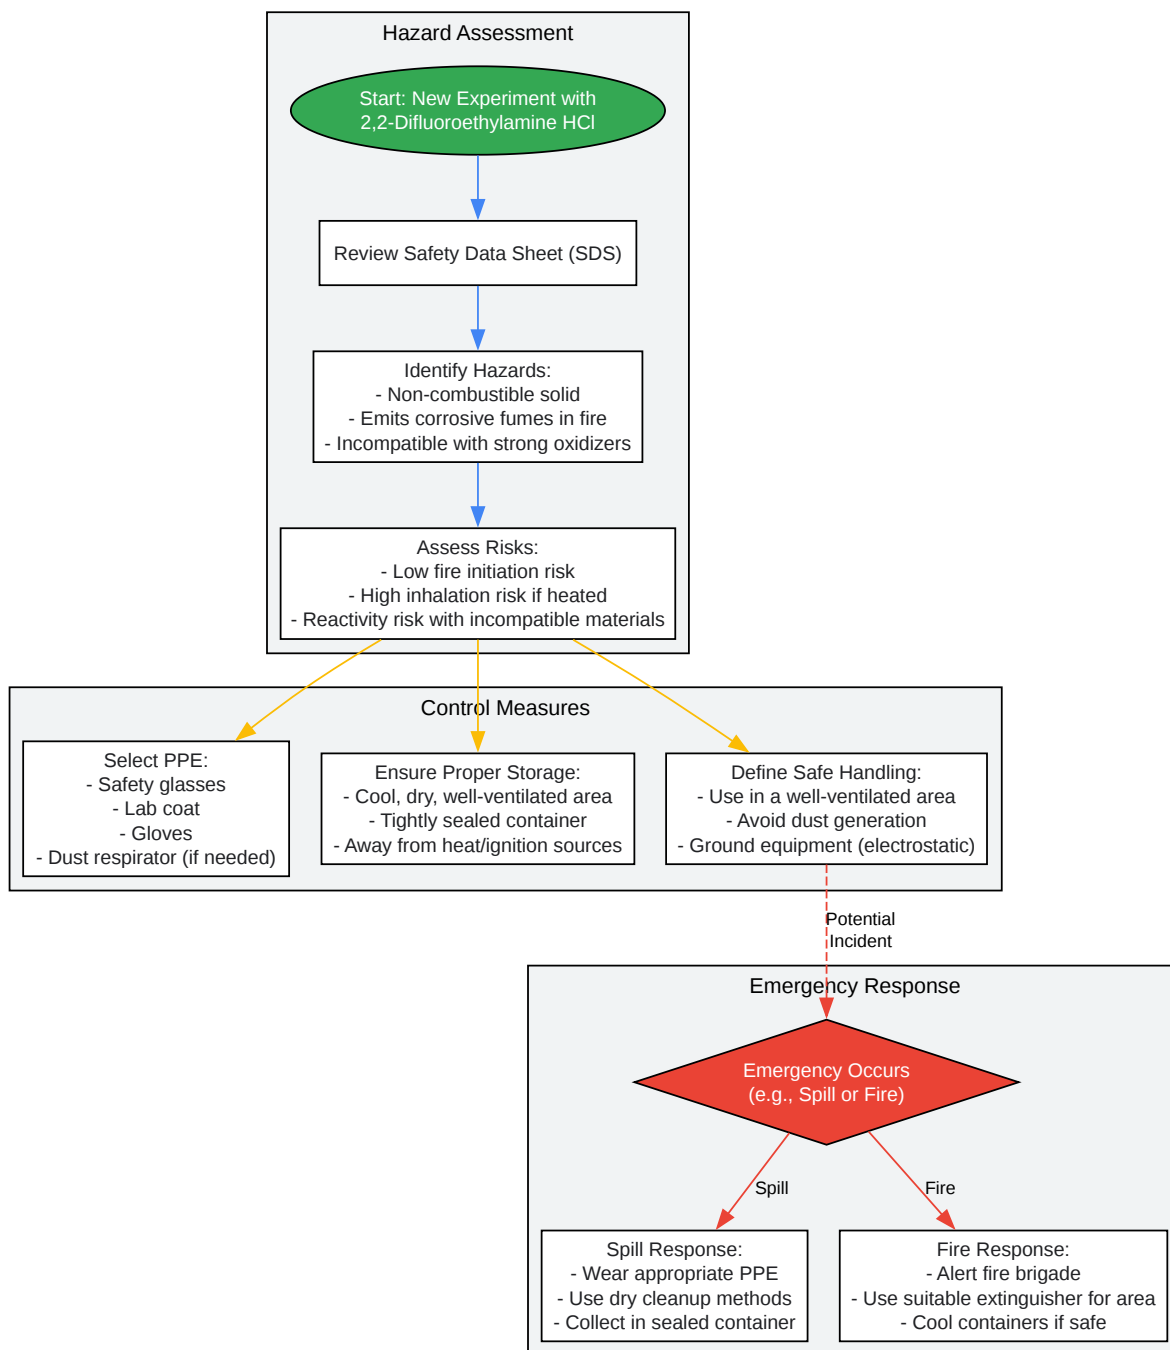 Hazard Assessment
Start: New Experiment with
2,2-Difluoroethylamine HCl
Review Safety Data Sheet (SDS)
Identify Hazards:
- Non-combustible solid
- Emits corrosive fumes in fire
- Incompatible with strong oxidizers
Assess Risks:
- Low fire initiation risk
- High inhalation risk if heated
- Reactivity risk with incompatible materials
Control Measures
Select PPE:
- Safety glasses
- Lab coat
- Gloves
- Dust respirator (if needed)
Ensure Proper Storage:
- Cool, dry, well-ventilated area
- Tightly sealed container
- Away from heat/ignition sources
Define Safe Handling:
- Use in a well-ventilated area
- Avoid dust generation
- Ground equipment (electrostatic)
Potential
Incident
Emergency Response
Emergency Occurs
(e.g., Spill or Fire)
Spill
Fire
Spill Response:
- Wear appropriate PPE
- Use dry cleanup methods
- Collect in sealed container
Fire Response:
- Alert fire brigade
- Use suitable extinguisher for area
- Cool containers if safe